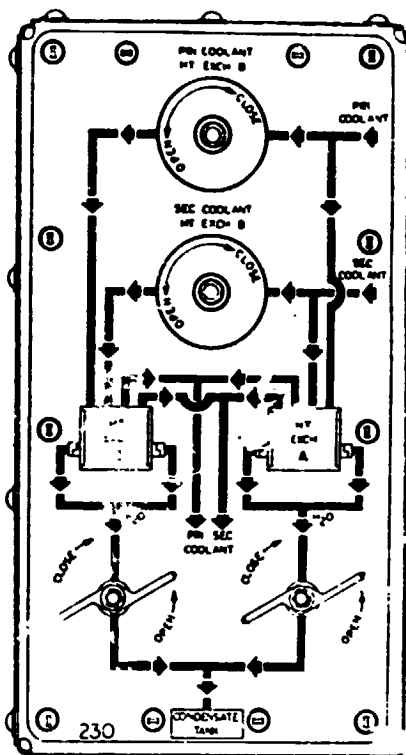 PRI COOLANT
HT EXCH B
CLOSE
OPEN
PRI
COOLANT
SEC COOLANT
HT EXCH B
CLOSE
OPEN
SEC
COOLANT
HT
EXCH
A
H2O
H2O
PRI SEC
COOLANT
CLOSE
OPEN
CLOSE
OPEN
230
CONDENSATE
TANK